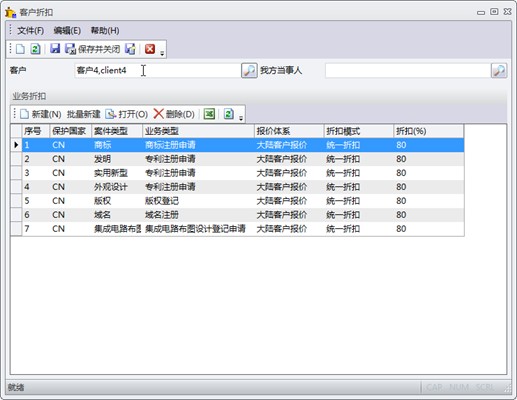 客户折扣
文件(F) 编辑(E) 帮助(H)
保存并关闭
客户 客户4,client4 我方当事人
业务折扣
新建(N) 批量新建 打开(O) 删除(D)
序号 保护国家 案件类型 业务类型 报价体系 折扣模式 折扣(%)
1 CN 商标 商标注册申请 大陆客户报价 统一折扣 80
2 CN 发明 专利注册申请 大陆客户报价 统一折扣 80
3 CN 实用新型 专利注册申请 大陆客户报价 统一折扣 80
4 CN 外观设计 专利注册申请 大陆客户报价 统一折扣 80
5 CN 版权 版权登记 大陆客户报价 统一折扣 80
6 CN 域名 域名注册 大陆客户报价 统一折扣 80
7 CN 集成电路布图 集成电路布图设计登记申请 大陆客户报价 统一折扣 80
就绪 CAP NUM SCRL